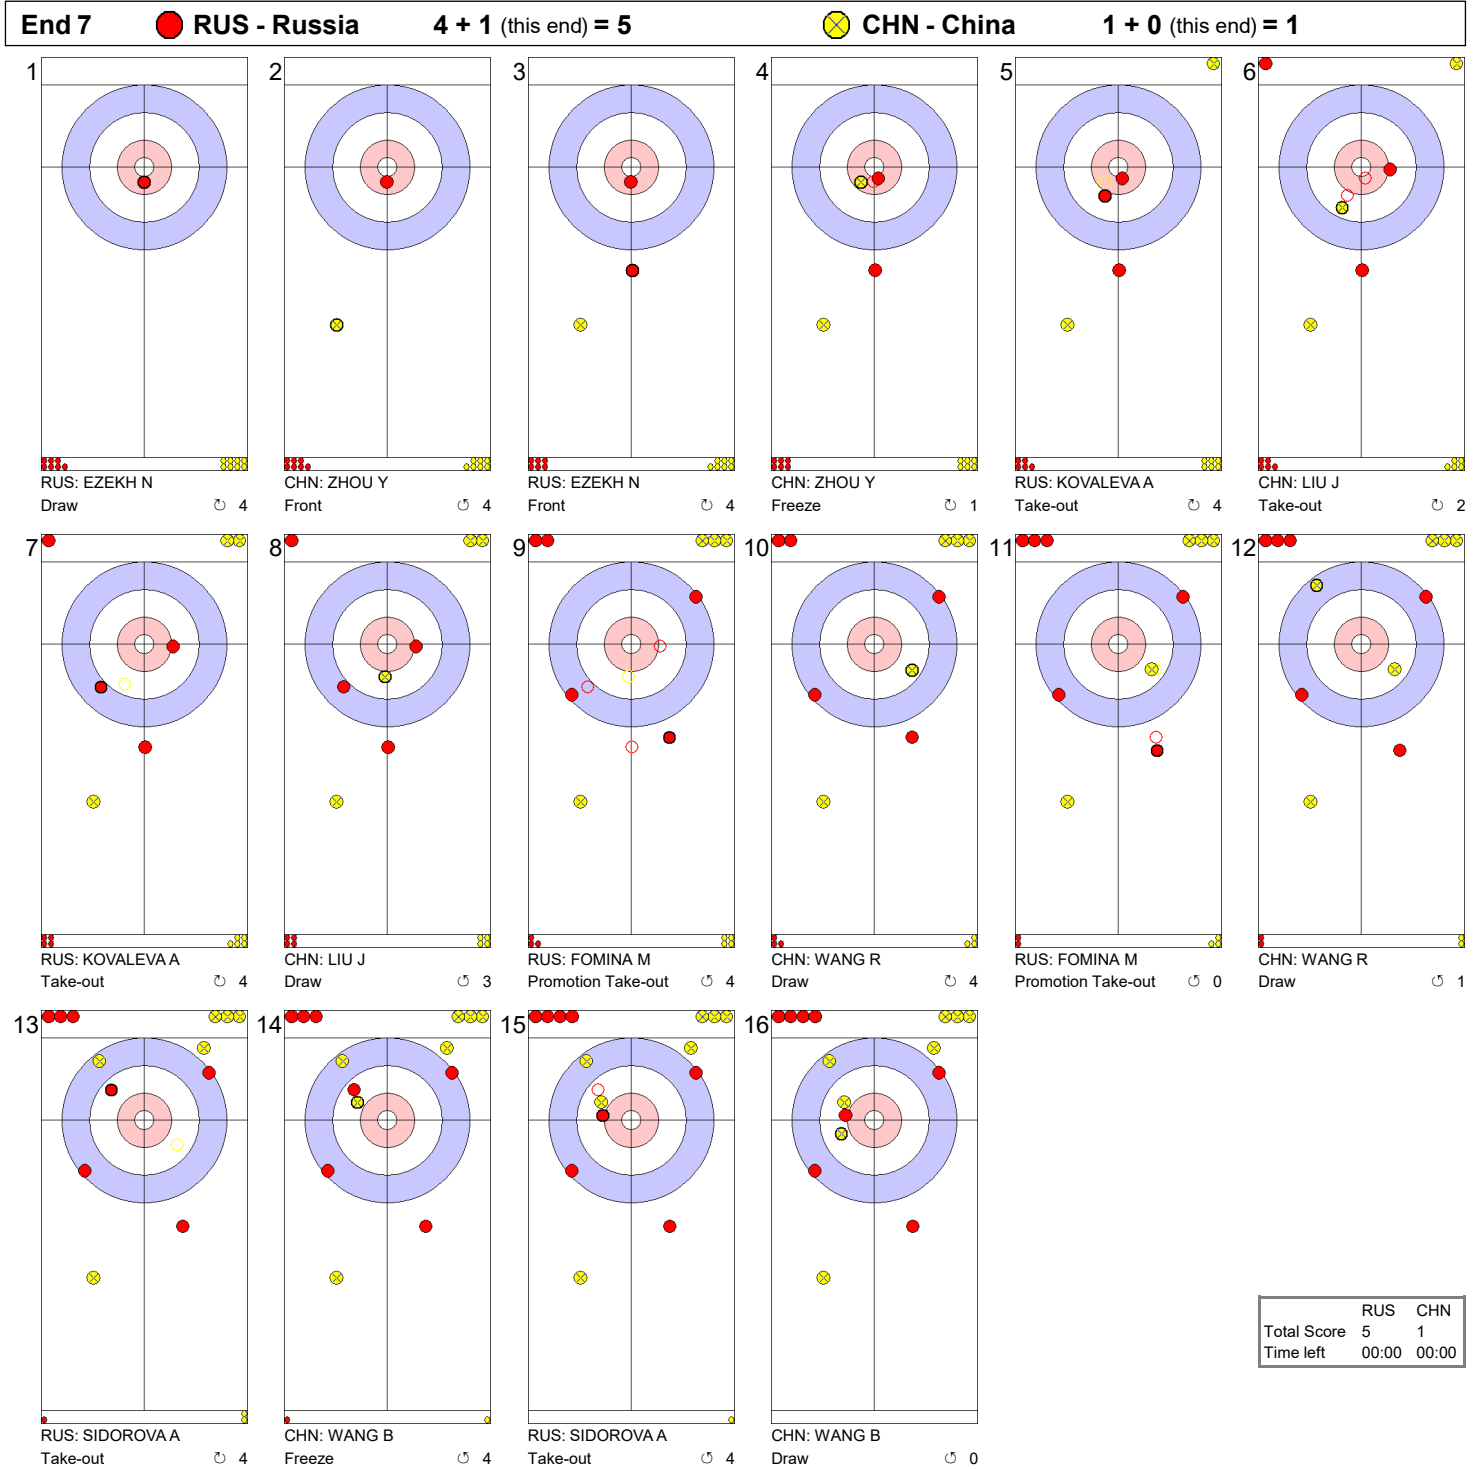 End 7 RUS - Russia 4 + 1 (this end) = 5 CHN - China 1 + 0 (this end) = 1
1 2 3 4 5 6
RUS: EZEKH N CHN: ZHOU Y RUS: EZEKH N CHN: ZHOU Y RUS: KOVALEVA A CHN: LIU J
Draw ↻ 4 Front ↺ 4 Front ↻ 4 Freeze ↻ 1 Take-out ↺ 4 Take-out ↻ 2
7 8 9 10 11 12
RUS: KOVALEVA A CHN: LIU J RUS: FOMINA M CHN: WANG R RUS: FOMINA M CHN: WANG R
Take-out ↻ 4 Draw ↺ 3 Promotion Take-out ↺ 4 Draw ↻ 4 Promotion Take-out ↺ 0 Draw ↺ 1
13 14 15 16
RUS CHN
Total Score 5 1
Time left 00:00 00:00
RUS: SIDOROVA A CHN: WANG B RUS: SIDOROVA A CHN: WANG B
Take-out ↻ 4 Freeze ↺ 4 Take-out ↺ 4 Draw ↺ 0